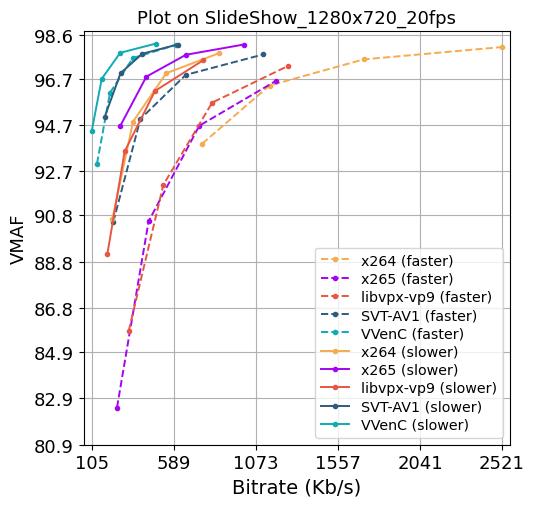 Plot on SlideShow_1280x720_20fps
98.6
96.7
94.7
92.7
90.8
88.8
86.8
84.9
82.9
80.9
VMAF
x264 (faster)
x265 (faster)
libvpx-vp9 (faster)
SVT-AV1 (faster)
VVenC (faster)
x264 (slower)
x265 (slower)
libvpx-vp9 (slower)
SVT-AV1 (slower)
VVenC (slower)
105 589 1073 1557 2041 2521
Bitrate (Kb/s)